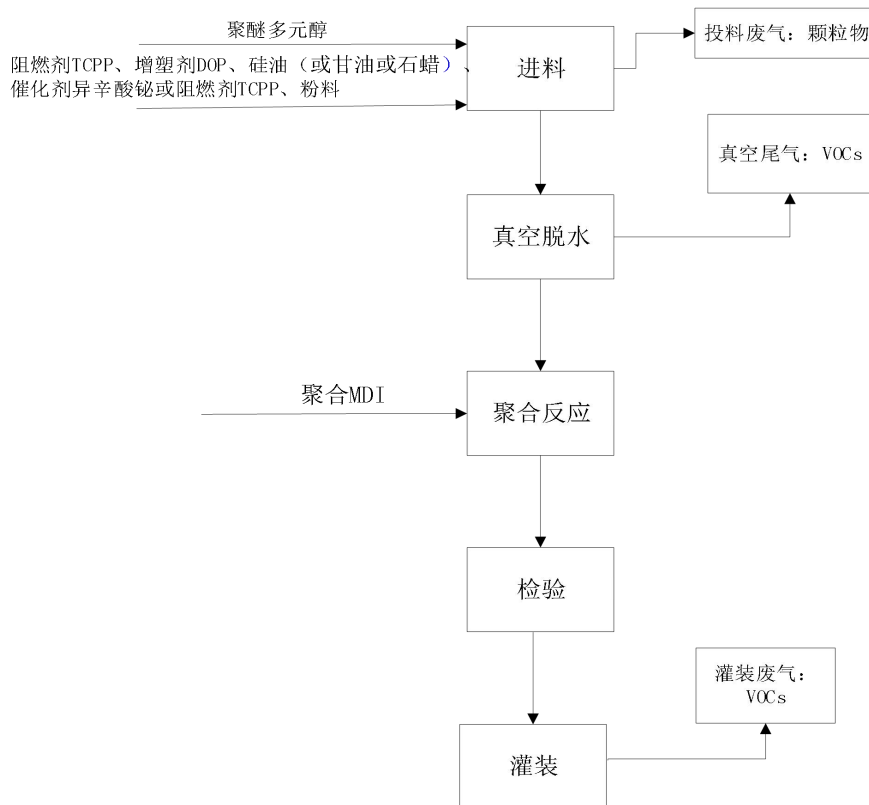 聚醚多元醇
阻燃剂TCPP、增塑剂DOP、硅油（或甘油或石蜡）、
催化剂异辛酸铋或阻燃剂TCPP、粉料
进料
投料废气：颗粒物
真空尾气：VOCs
真空脱水
聚合MDI
聚合反应
检验
灌装废气：
VOCs
灌装